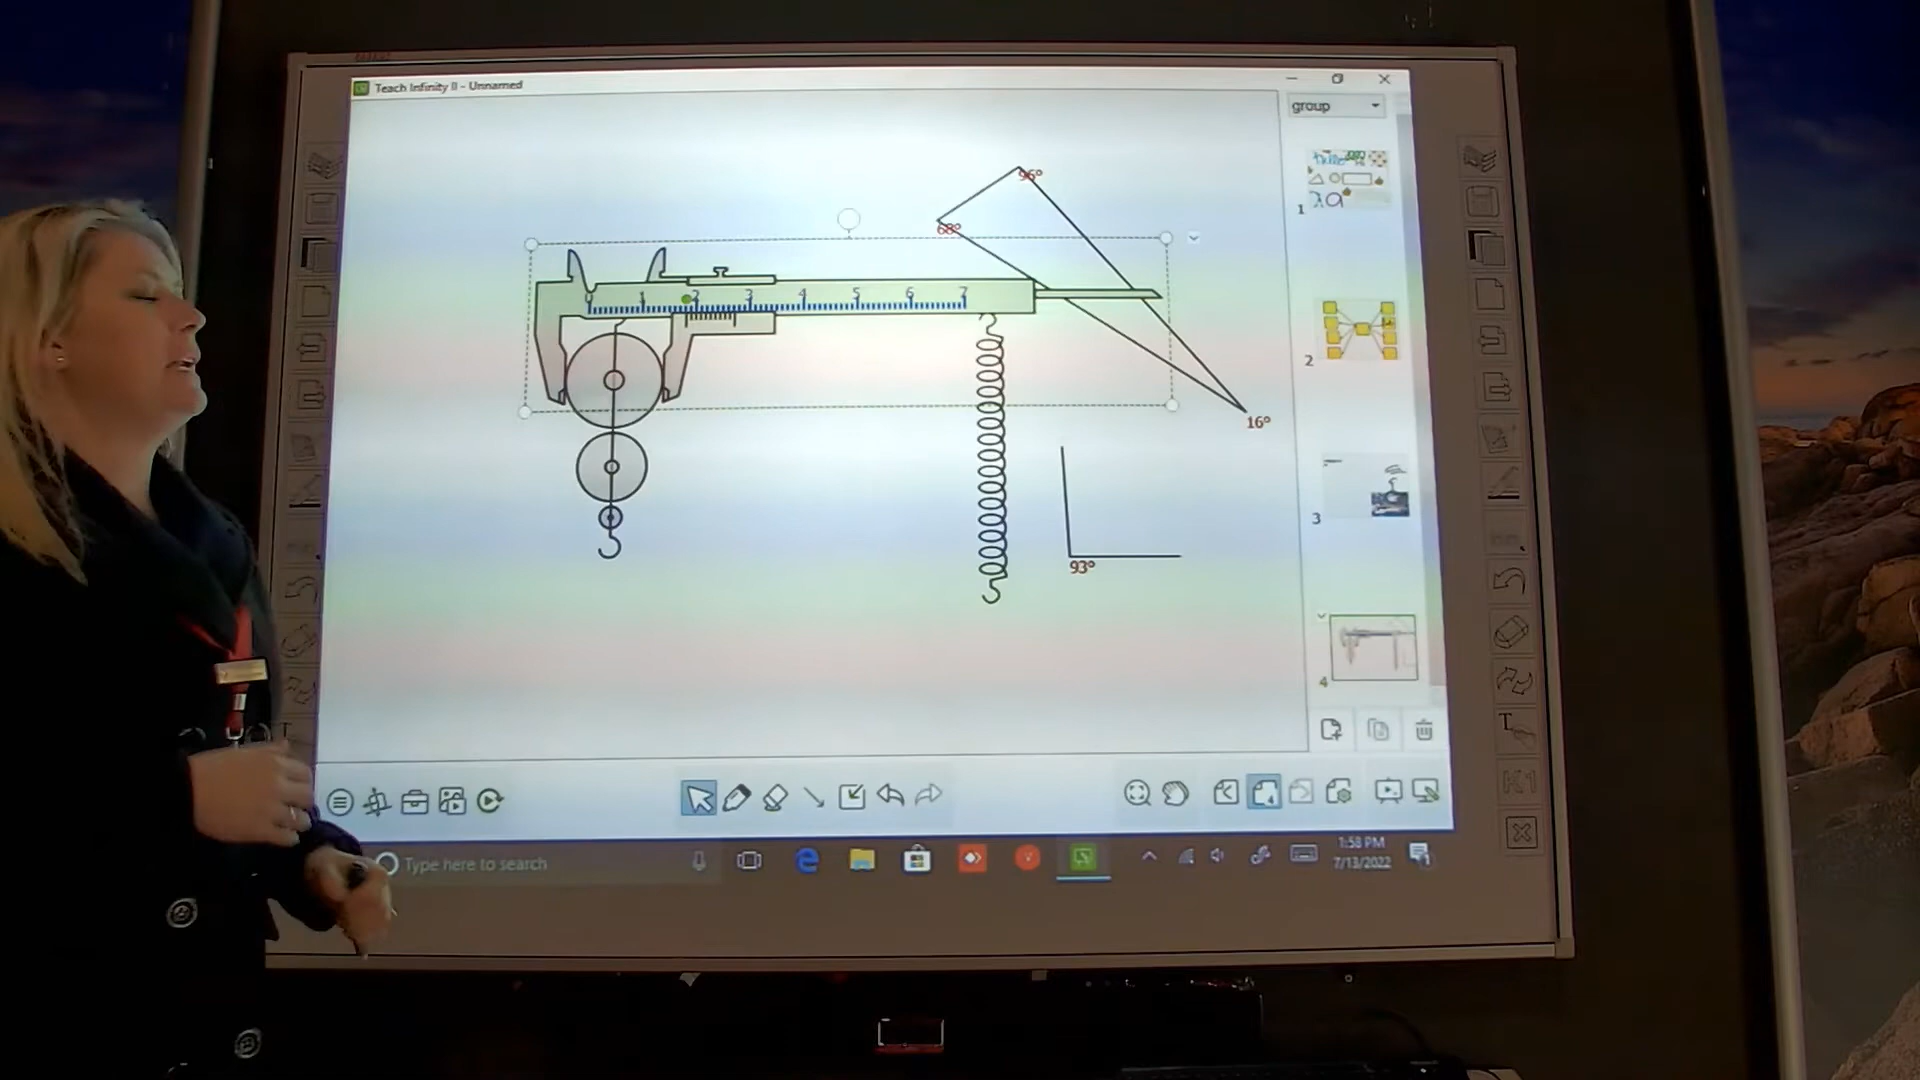 Teach Infinity II - Unnamed
group
96°
68°
0 1 2 3 4 5 6 7
16°
93°
1
2
3
4
Type here to search
1:58 PM
7/13/2022